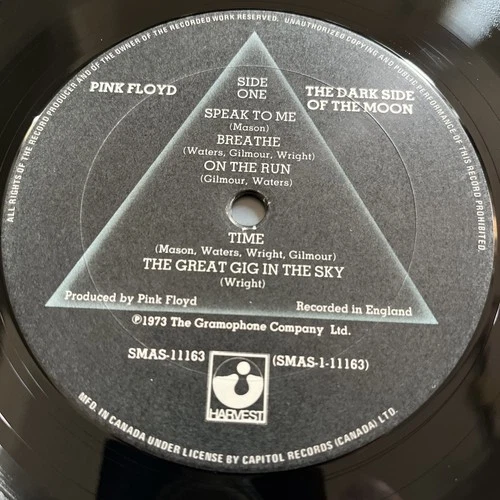 ALL RIGHTS OF THE RECORD PRODUCER AND OF THE OWNER OF THE RECORDED WORK RESERVED. UNAUTHORIZED COPYING AND PUBLIC PERFORMANCE OF THIS RECORD PROHIBITED.
PINK FLOYD
SIDE
ONE
THE DARK SIDE
OF THE MOON
SPEAK TO ME
(Mason)
BREATHE
(Waters, Gilmour, Wright)
ON THE RUN
(Gilmour, Waters)
TIME
(Mason, Waters, Wright, Gilmour)
THE GREAT GIG IN THE SKY
(Wright)
Produced by Pink Floyd
Recorded in England
℗1973 The Gramophone Company Ltd.
SMAS-11163
(SMAS-1-11163)
HARVEST
MFD. IN CANADA UNDER LICENSE BY CAPITOL RECORDS (CANADA) LTD.